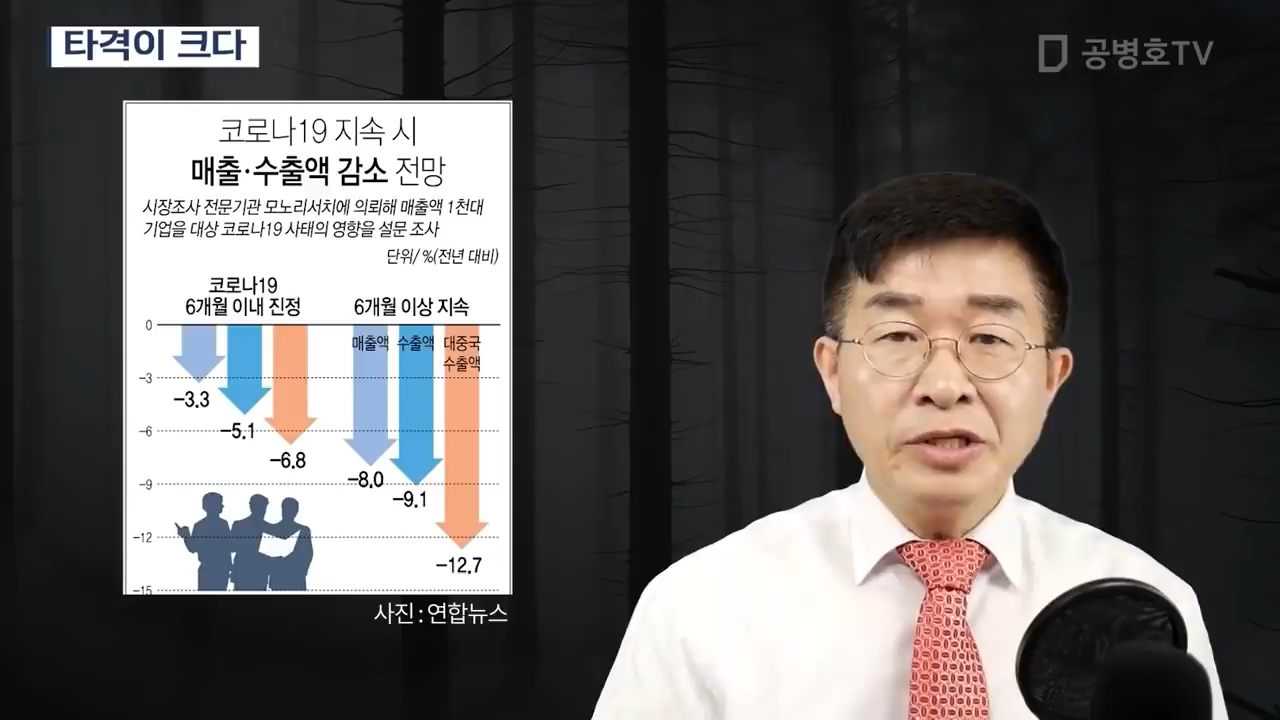 타격이 크다
공병호TV
코로나19 지속 시
매출·수출액 감소 전망
시장조사 전문기관 모노리서치에 의뢰해 매출액 1천대
기업을 대상 코로나19 사태의 영향을 설문 조사
단위/ %(전년 대비)
코로나19
6개월 이내 진정
6개월 이상 지속
0
매출액 수출액 대중국
수출액
-3
-3.3
-5.1
-6
-6.8
-8.0
-9
-9.1
-12
-12.7
-15
사진 : 연합뉴스